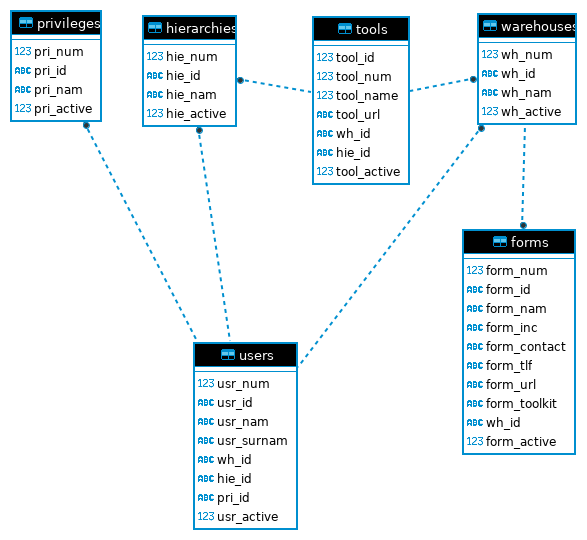 privileges
123 pri_num
ABC pri_id
ABC pri_nam
123 pri_active
hierarchies
123 hie_num
ABC hie_id
ABC hie_nam
123 hie_active
tools
123 tool_id
123 tool_num
123 tool_name
ABC tool_url
ABC wh_id
ABC hie_id
123 tool_active
warehouses
123 wh_num
ABC wh_id
ABC wh_nam
123 wh_active
users
123 usr_num
ABC usr_id
ABC usr_nam
ABC usr_surnam
ABC wh_id
ABC hie_id
ABC pri_id
123 usr_active
forms
123 form_num
ABC form_id
ABC form_nam
ABC form_inc
ABC form_contact
ABC form_tlf
ABC form_url
ABC form_toolkit
ABC wh_id
123 form_active